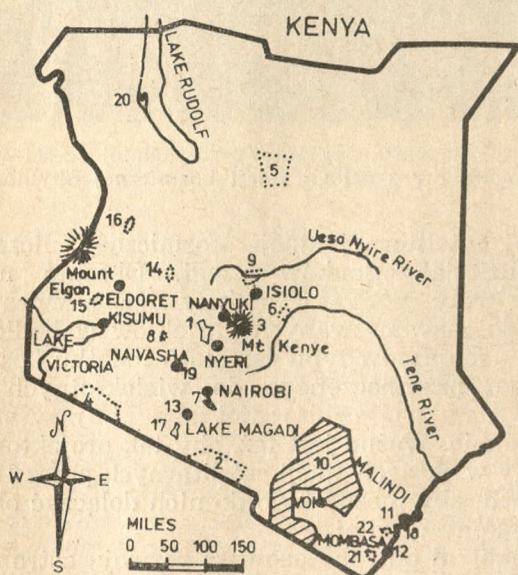 KENYA
LAKE RUDOLF
20
5
16
Mount
Elgon
14
9
Ueso Nyire River
ISIOLO
15
ELDORET
NANYUKI
6
KISUMU
1
3
8
Mt Kenye
LAKE
VICTORIA
NAIVASHA
19
NYERI
Tene River
4
7
NAIROBI
13
17
LAKE MAGADI
2
10
MALINDI
VOI
N
W
E
S
11
18
22
MOMBASA
12
21
MILES
0 50 100 150